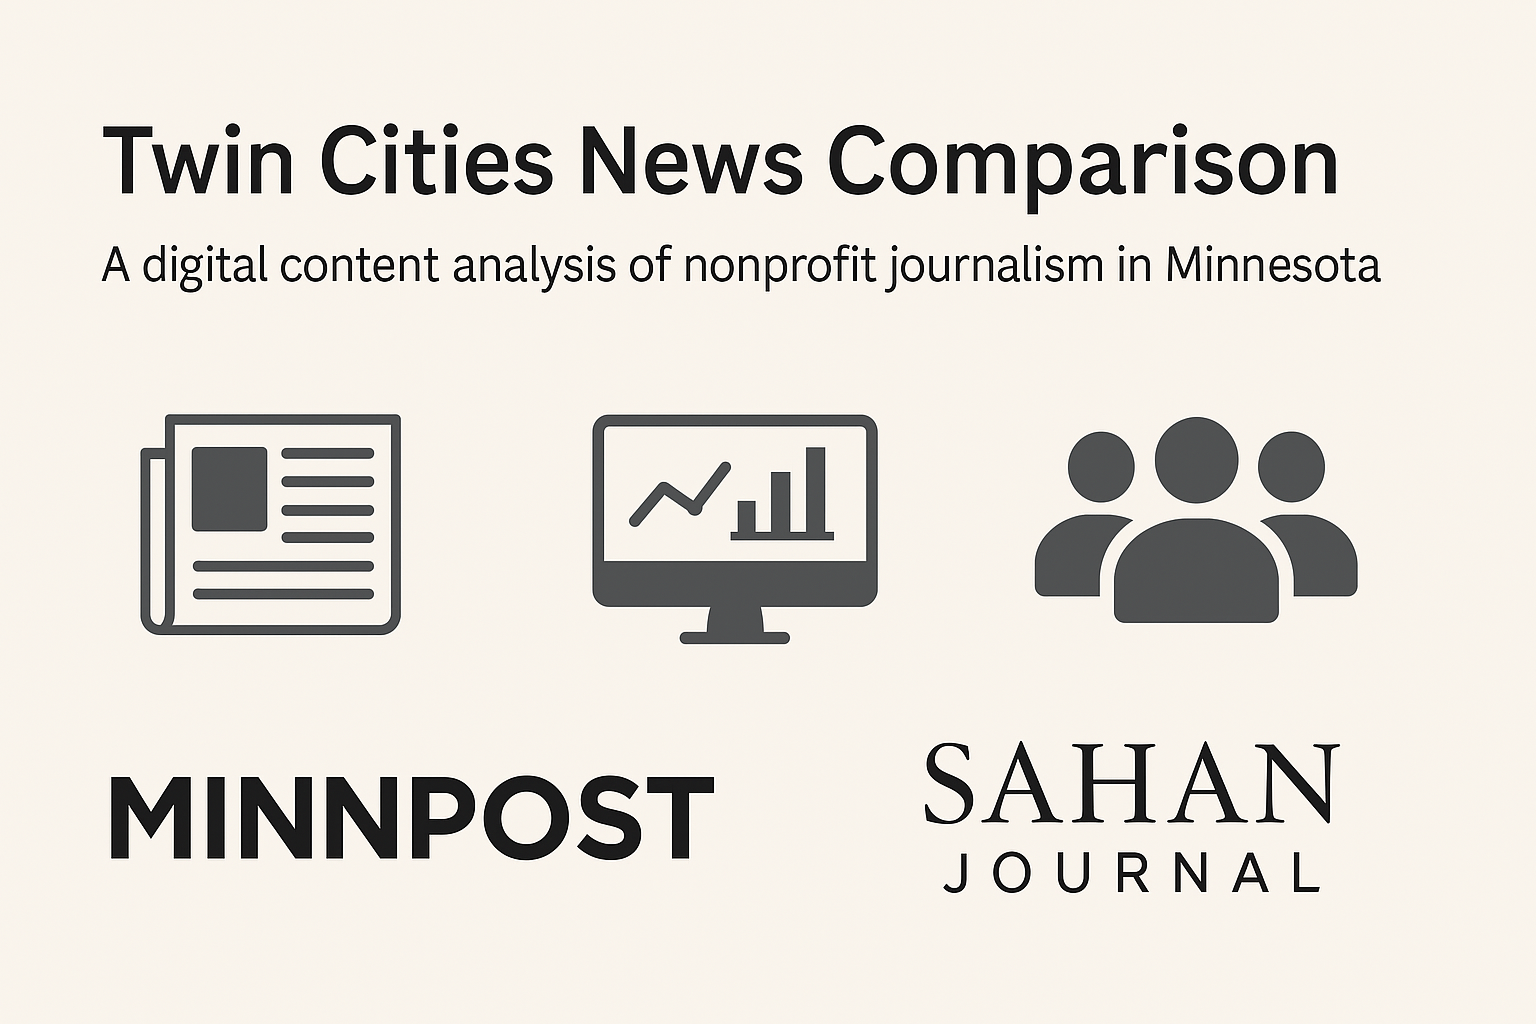 Twin Cities News Comparison
A digital content analysis of nonprofit journalism in Minnesota
MINNPOST
SAHAN
JOURNAL